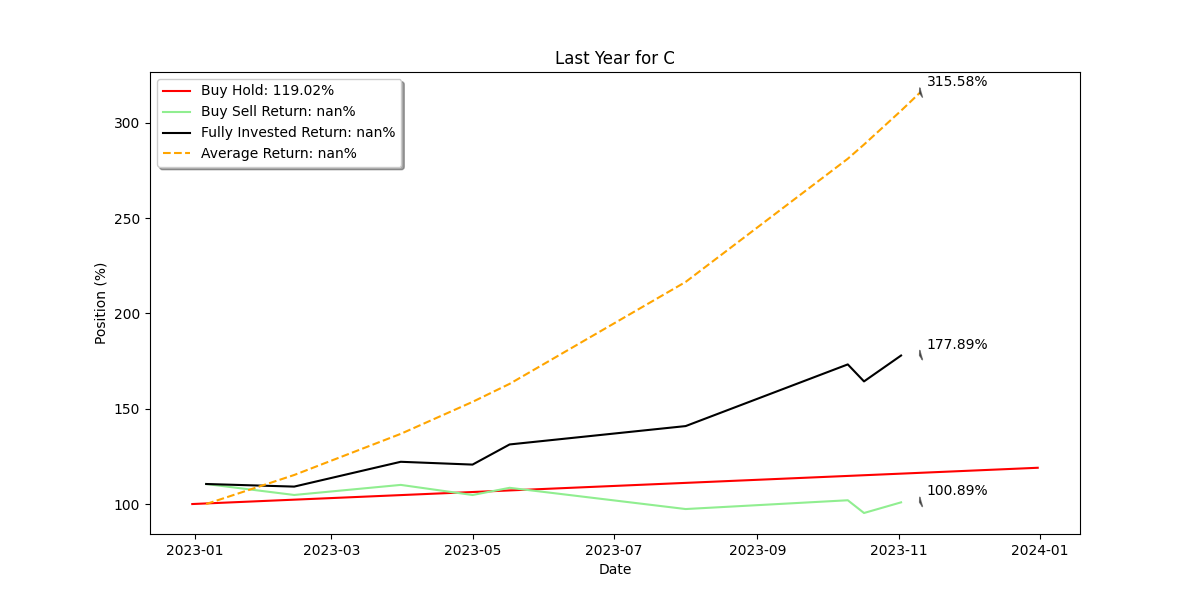 Last Year for C
Buy Hold: 119.02%
Buy Sell Return: nan%
Fully Invested Return: nan%
Average Return: nan%
315.58%
177.89%
100.89%
Position (%)
300
250
200
150
100
2023-01
2023-03
2023-05
2023-07
2023-09
2023-11
2024-01
Date